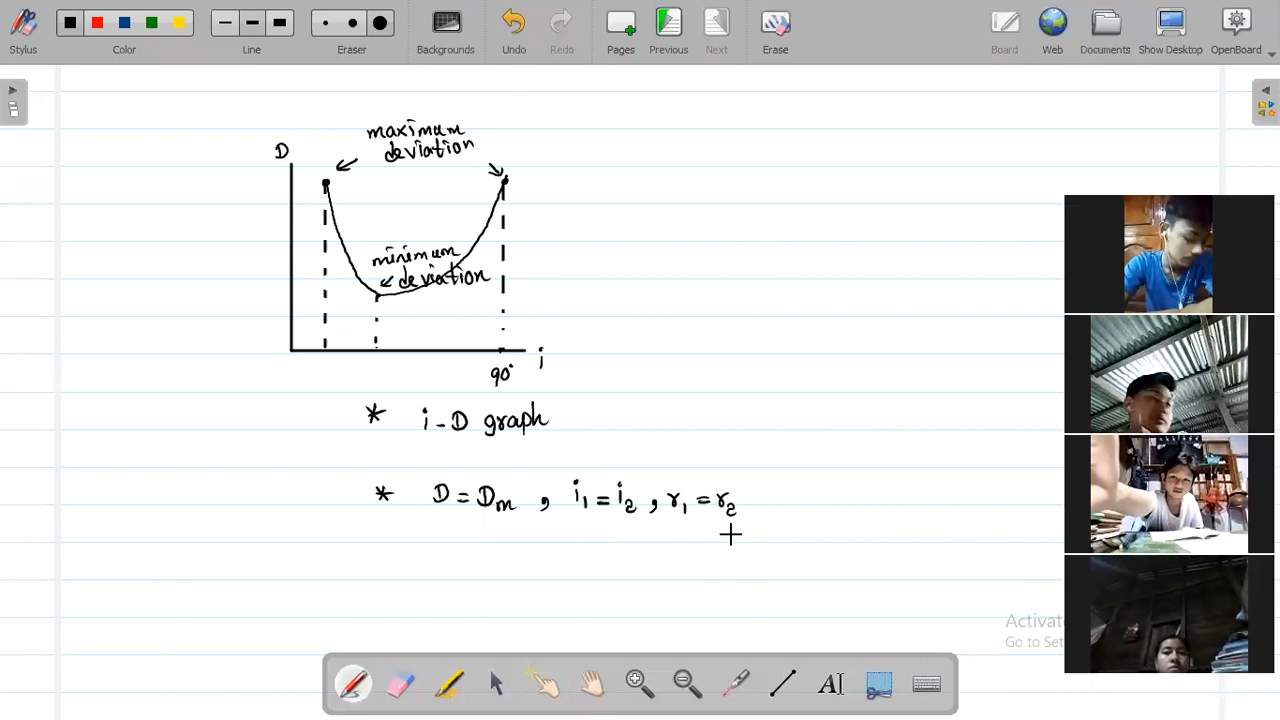 Stylus Color Line Eraser Backgrounds Undo Redo Pages Previous Next Erase Board Web Documents Show Desktop OpenBoard
maximum
deviation
D
minimum
deviation
90° i
* i - D graph
* D = Dm , i1 = i2 , r1 = r2
Activat
Go to Set